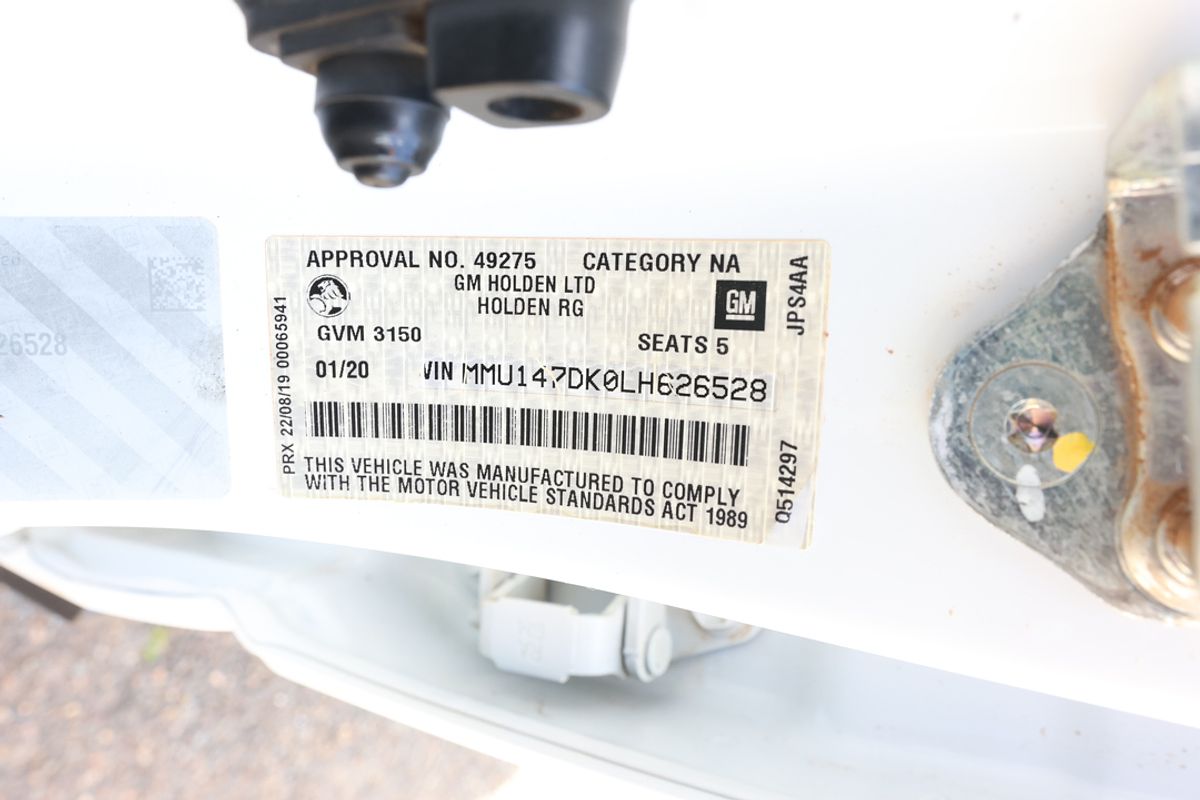 APPROVAL NO. 49275 CATEGORY NA
GM HOLDEN LTD
HOLDEN RG
GM
GVM 3150
SEATS 5
01/20
VIN MMU147DK0LH626528
THIS VEHICLE WAS MANUFACTURED TO COMPLY
WITH THE MOTOR VEHICLE STANDARDS ACT 1989
PRX 22/08/19 00065941
JPS4AA
Q514297
26528